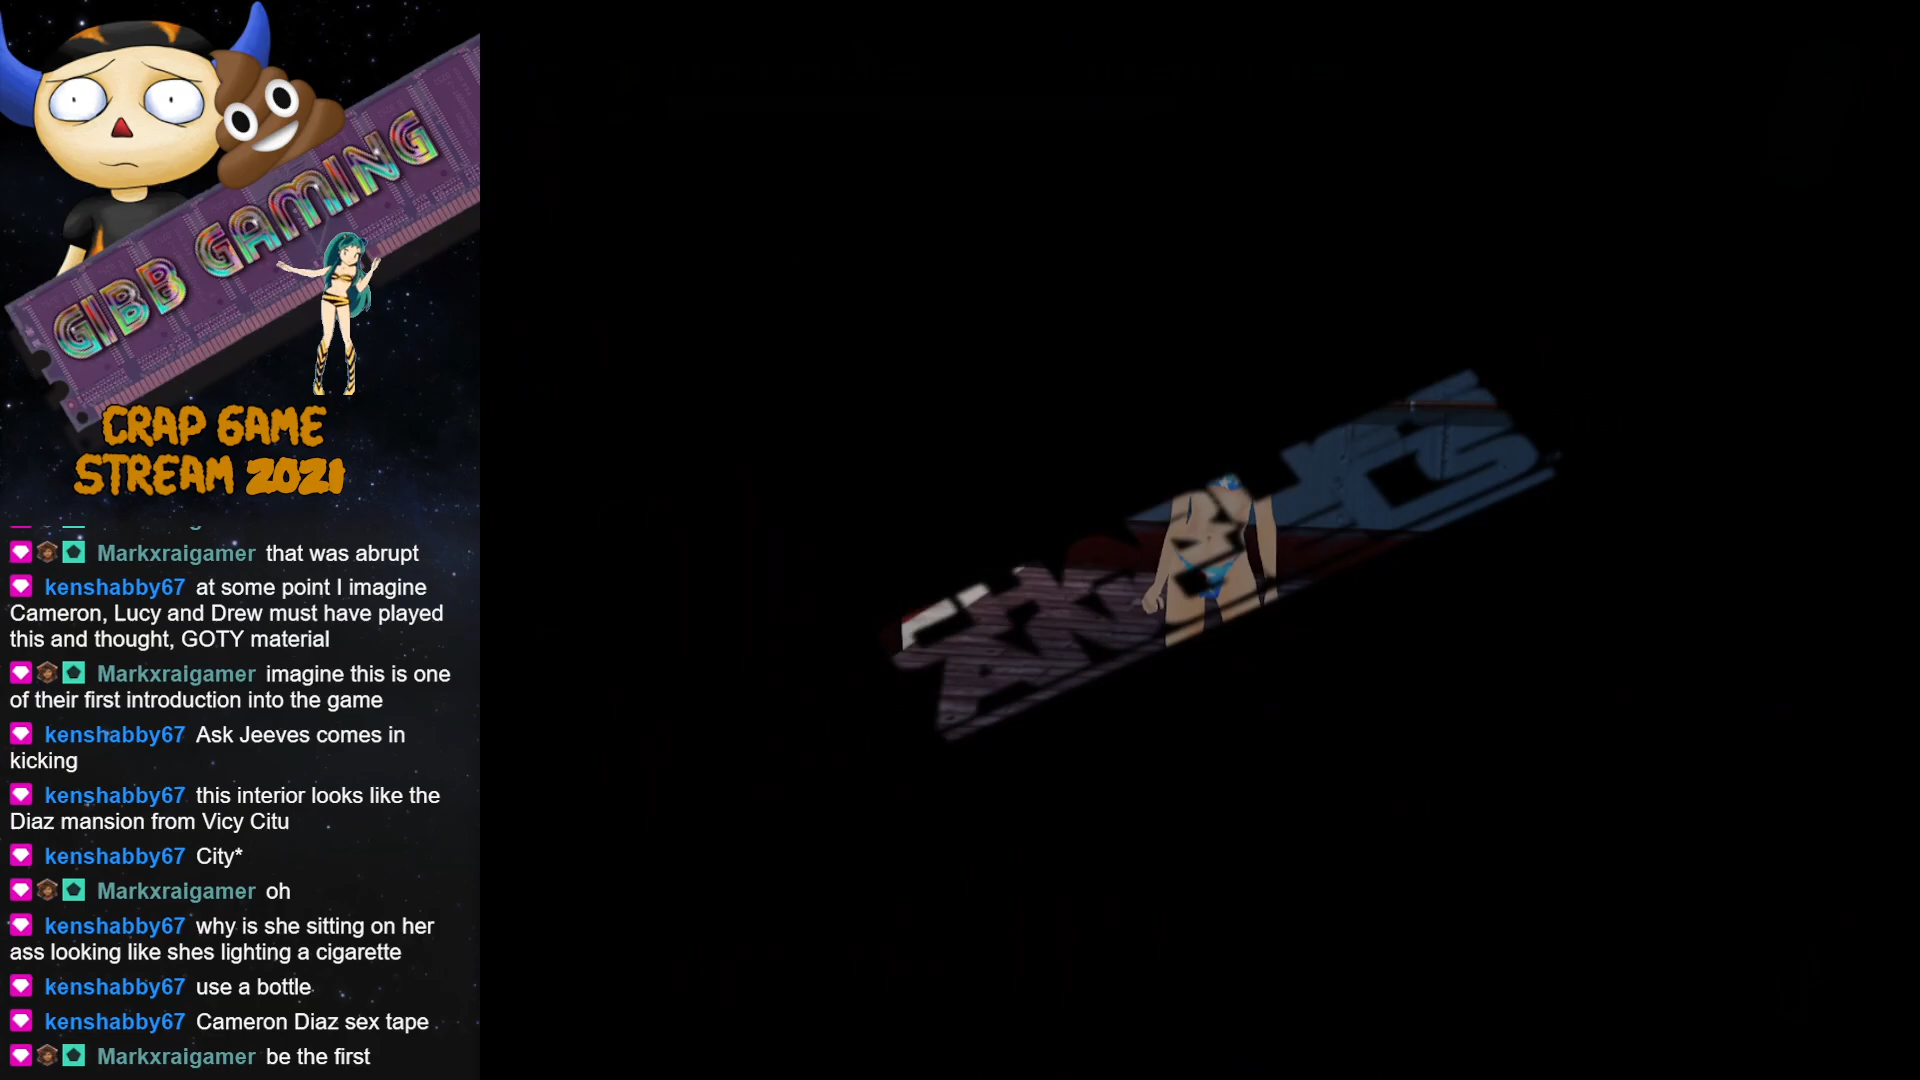 GIBB GAMING
CRAP GAME
STREAM 2021
Markxraigamer that was abrupt
kenshabby67 at some point I imagine
Cameron, Lucy and Drew must have played
this and thought, GOTY material
Markxraigamer imagine this is one
of their first introduction into the game
kenshabby67 Ask Jeeves comes in
kicking
kenshabby67 this interior looks like the
Diaz mansion from Vicy Citu
kenshabby67 City*
Markxraigamer oh
kenshabby67 why is she sitting on her
ass looking like shes lighting a cigarette
kenshabby67 use a bottle
kenshabby67 Cameron Diaz sex tape
Markxraigamer be the first